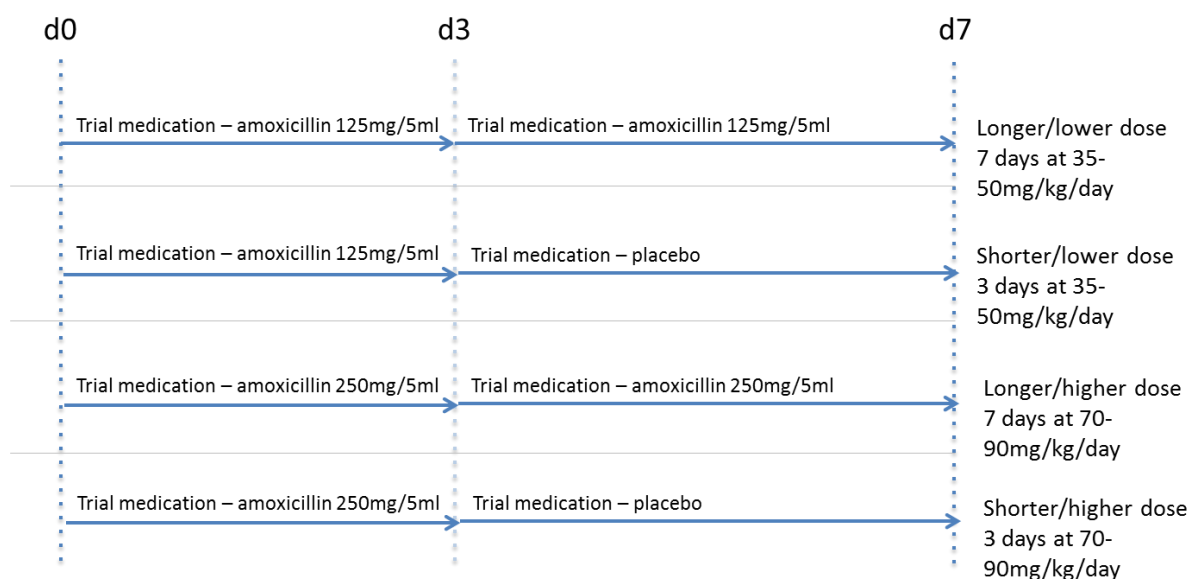 d0 d3 d7
Trial medication – amoxicillin 125mg/5ml Trial medication – amoxicillin 125mg/5ml
Longer/lower dose
7 days at 35-
50mg/kg/day
Trial medication – amoxicillin 125mg/5ml Trial medication – placebo
Shorter/lower dose
3 days at 35-
50mg/kg/day
Trial medication – amoxicillin 250mg/5ml Trial medication – amoxicillin 250mg/5ml
Longer/higher dose
7 days at 70-
90mg/kg/day
Trial medication – amoxicillin 250mg/5ml Trial medication – placebo
Shorter/higher dose
3 days at 70-
90mg/kg/day